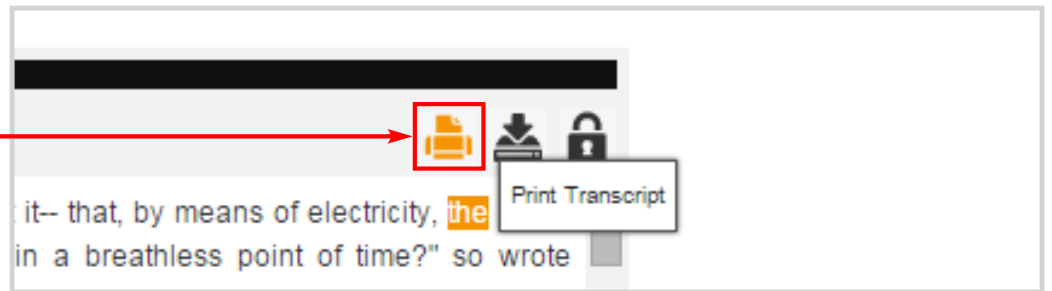 Print Transcript
it-- that, by means of electricity, the
in a breathless point of time?" so wrote